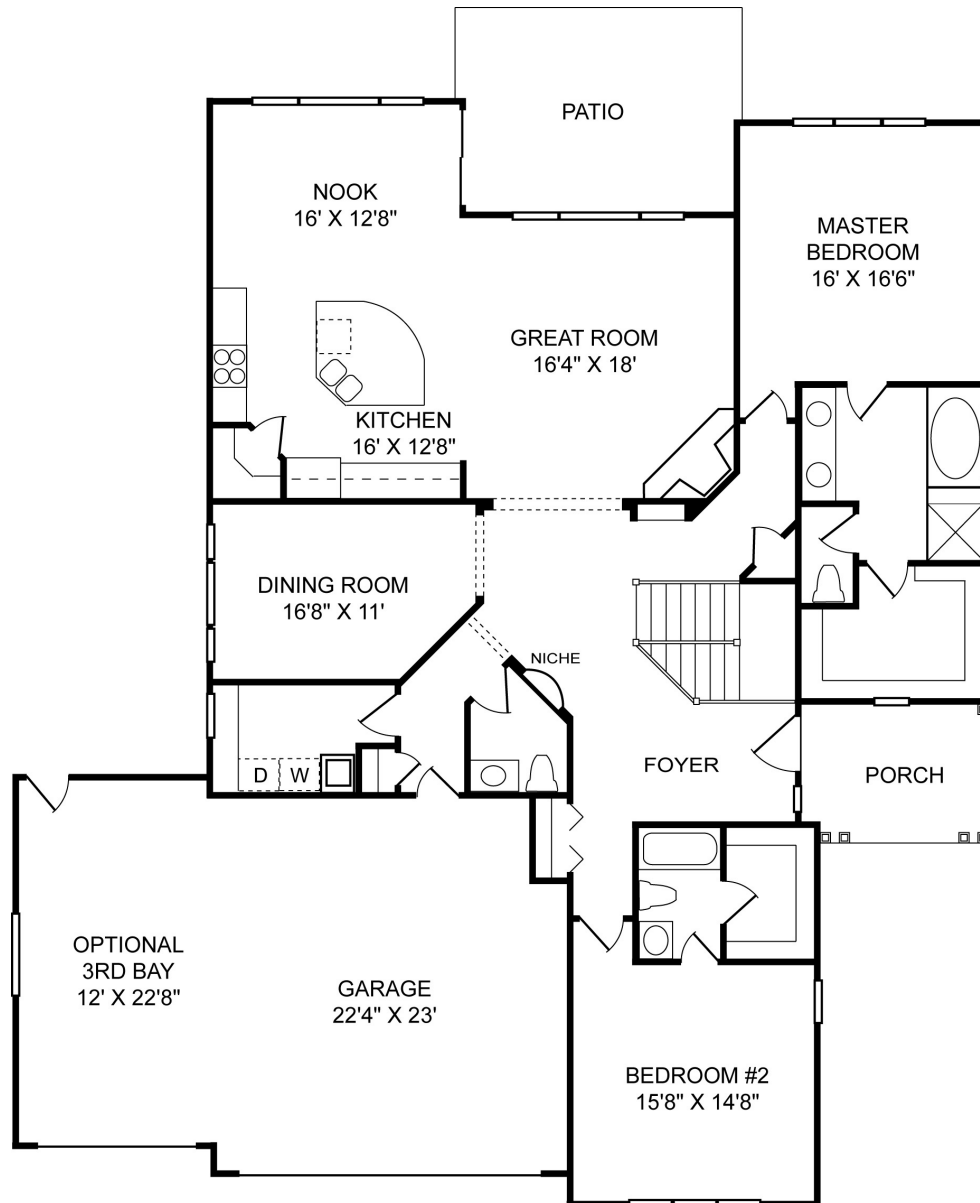 PATIO
NOOK
16' X 12'8"
MASTER
BEDROOM
16' X 16'6"
GREAT ROOM
16'4" X 18'
KITCHEN
16' X 12'8"
DINING ROOM
16'8" X 11'
NICHE
FOYER
PORCH
D W
OPTIONAL
3RD BAY
12' X 22'8"
GARAGE
22'4" X 23'
BEDROOM #2
15'8" X 14'8"